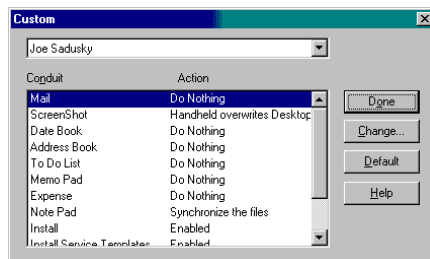 Custom
Joe Sadusky
Conduit Action
Mail Do Nothing
ScreenShot Handheld overwrites Desktop
Date Book Do Nothing
Address Book Do Nothing
To Do List Do Nothing
Memo Pad Do Nothing
Expense Do Nothing
Note Pad Synchronize the files
Install Enabled
Install Service Templates Enabled
Done
Change...
Default
Help